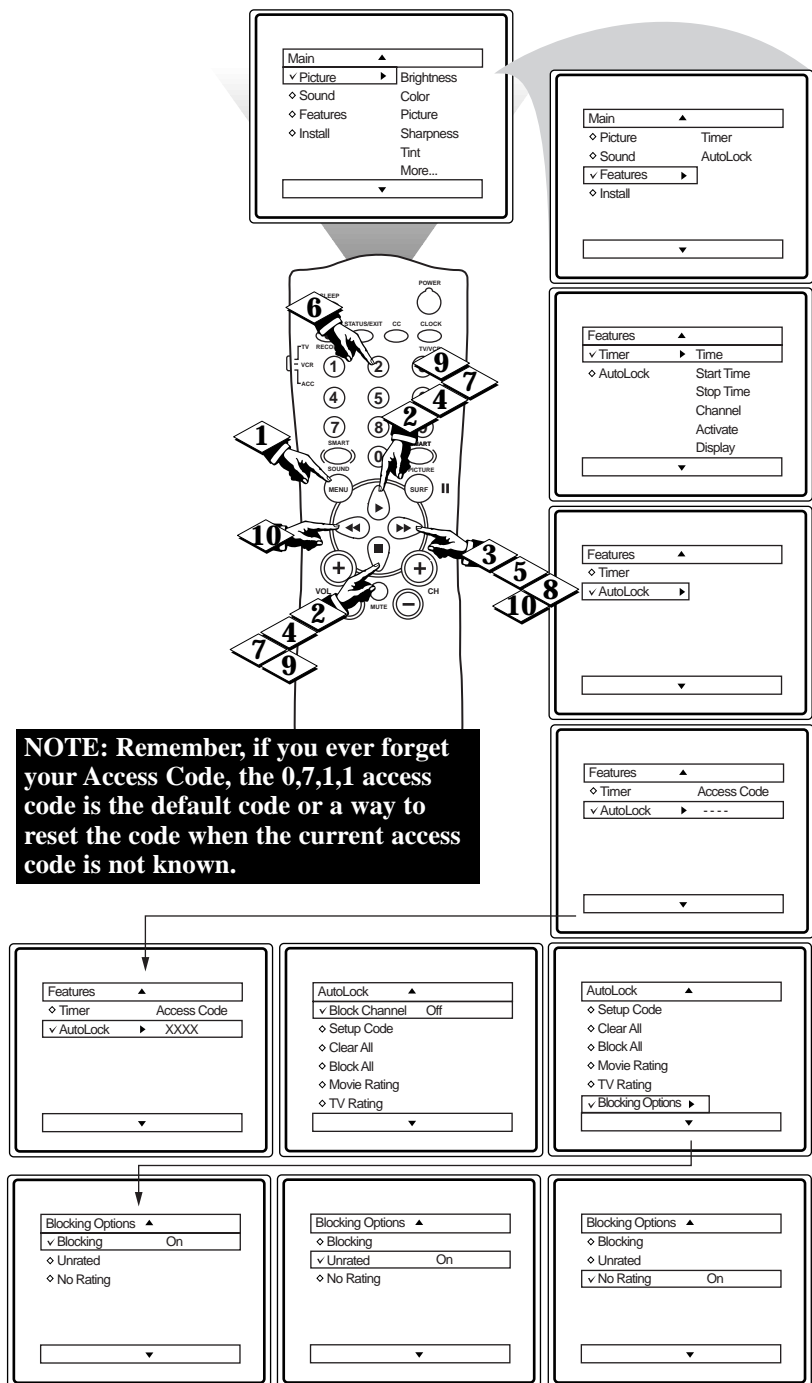 Main
Picture
Brightness
Sound
Color
Features
Picture
Install
Sharpness
Tint
More...
Main
Picture
Timer
Sound
AutoLock
Features
Install
Features
Timer
Time
AutoLock
Start Time
Stop Time
Channel
Activate
Display
Features
Timer
AutoLock
Features
Timer
Access Code
AutoLock
- - - -
POWER
6
STATUS/EXIT
CC
CLOCK
TV
VCR
ACC
1
2
9
7
4
2
4
5
7
8
0
1
SMART
SOUND
PICTURE
MENU
SURF
10
3
5
8
10
VOL
CH
MUTE
2
4
7
9
NOTE: Remember, if you ever forget
your Access Code, the 0,7,1,1 access
code is the default code or a way to
reset the code when the current access
code is not known.
Features
Timer
Access Code
AutoLock
XXXX
AutoLock
Block Channel
Off
Setup Code
Clear All
Block All
Movie Rating
TV Rating
AutoLock
Setup Code
Clear All
Block All
Movie Rating
TV Rating
Blocking Options
Blocking Options
Blocking
On
Unrated
No Rating
Blocking Options
Blocking
Unrated
On
No Rating
Blocking Options
Blocking
Unrated
No Rating
On